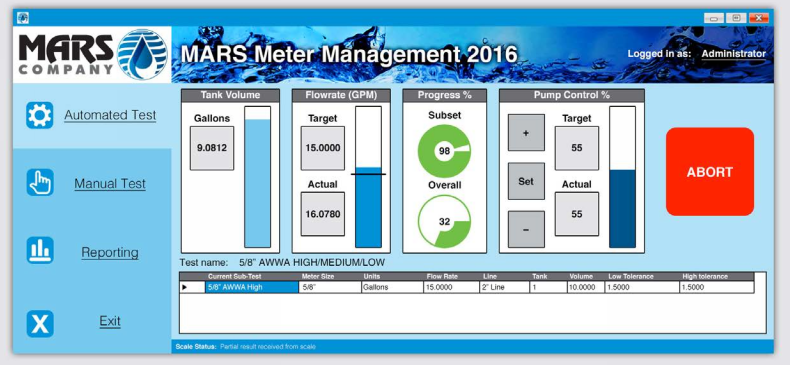 MARS
COMPANY
MARS Meter Management 2016
Logged in as: Administrator
Automated Test
Manual Test
Reporting
Exit
Tank Volume
Gallons
9.0812
Flowrate (GPM)
Target
15.0000
Actual
16.0780
Progress %
Subset
98
Overall
32
Pump Control %
+
Set
–
Target
55
Actual
55
ABORT
Test name: 5/8" AWWA HIGH/MEDIUM/LOW
Current Sub-Test Meter Size Units Flow Rate Line Tank Volume Low Tolerance High tolerance
5/8" AWWA High 5/8" Gallons 15.0000 2" Line 1 10.0000 1.5000 1.5000
Scale Status: Partial result received from scale
X